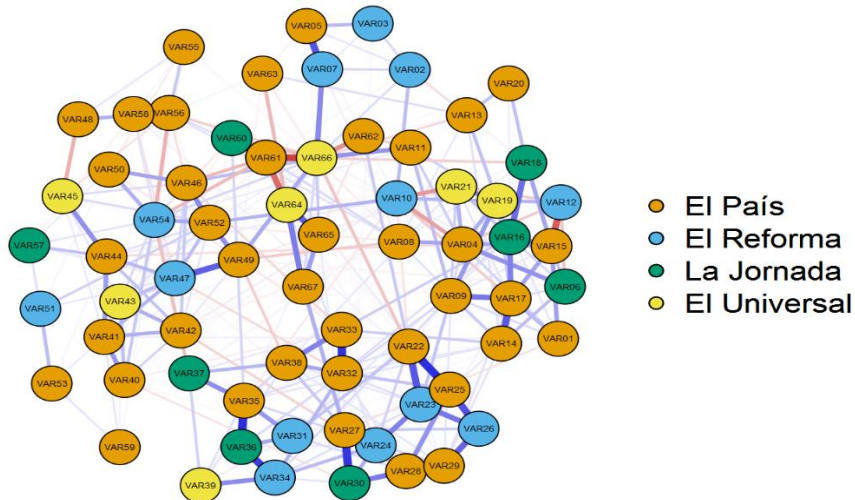 VAR05
VAR03
VAR55
VAR63
VAR07
VAR02
VAR20
VAR48
VAR58
VAR56
VAR13
VAR60
VAR62
VAR11
VAR61
VAR66
VAR18
VAR50
VAR46
VAR21
VAR45
VAR10
VAR19
VAR12
VAR64
VAR54
VAR52
VAR65
VAR16
VAR57
VAR08
VAR04
VAR15
VAR44
VAR49
VAR47
VAR67
VAR06
VAR43
VAR09
VAR17
VAR51
VAR41
VAR42
VAR33
VAR22
VAR14
VAR01
VAR38
VAR37
VAR32
VAR53
VAR40
VAR25
VAR35
VAR23
VAR59
VAR36
VAR31
VAR27
VAR24
VAR26
VAR39
VAR34
VAR30
VAR28
VAR29
El País
El Reforma
La Jornada
El Universal